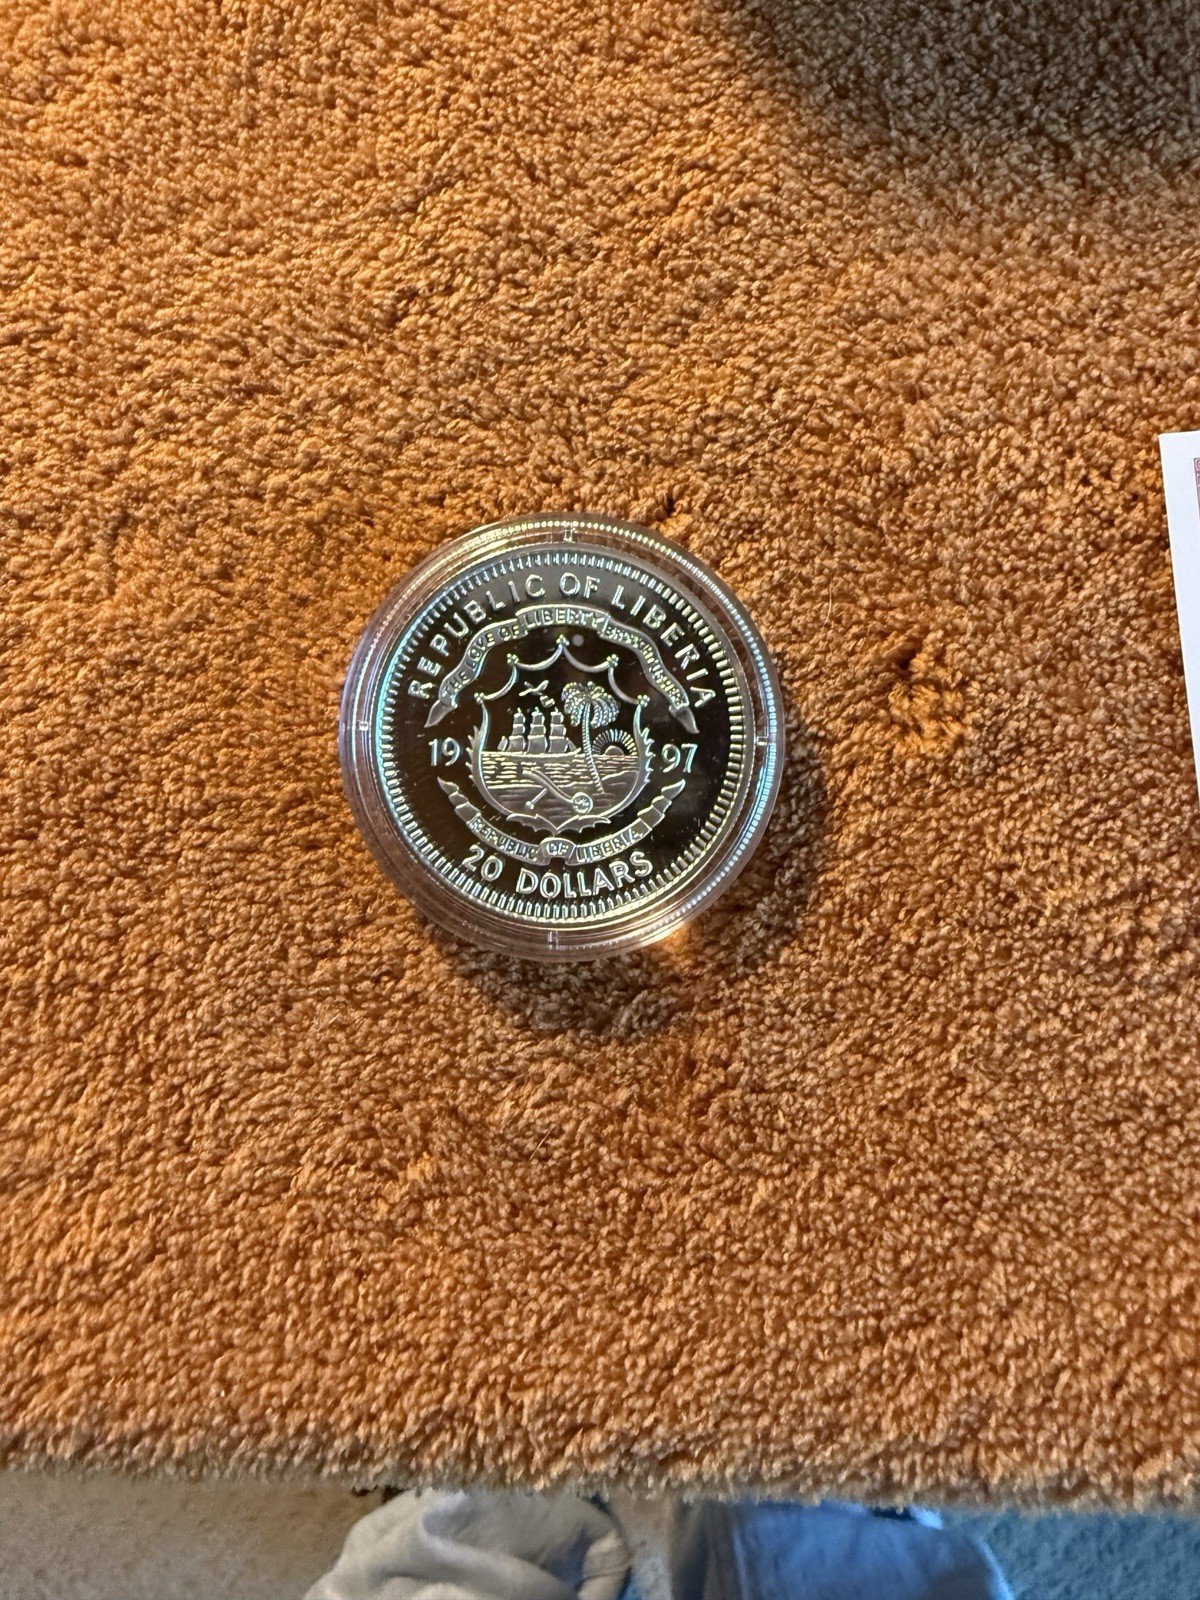 REPUBLIC OF LIBERIA
THE LOVE OF LIBERTY BROUGHT US HERE
19 97
REPUBLIC OF LIBERIA
20 DOLLARS